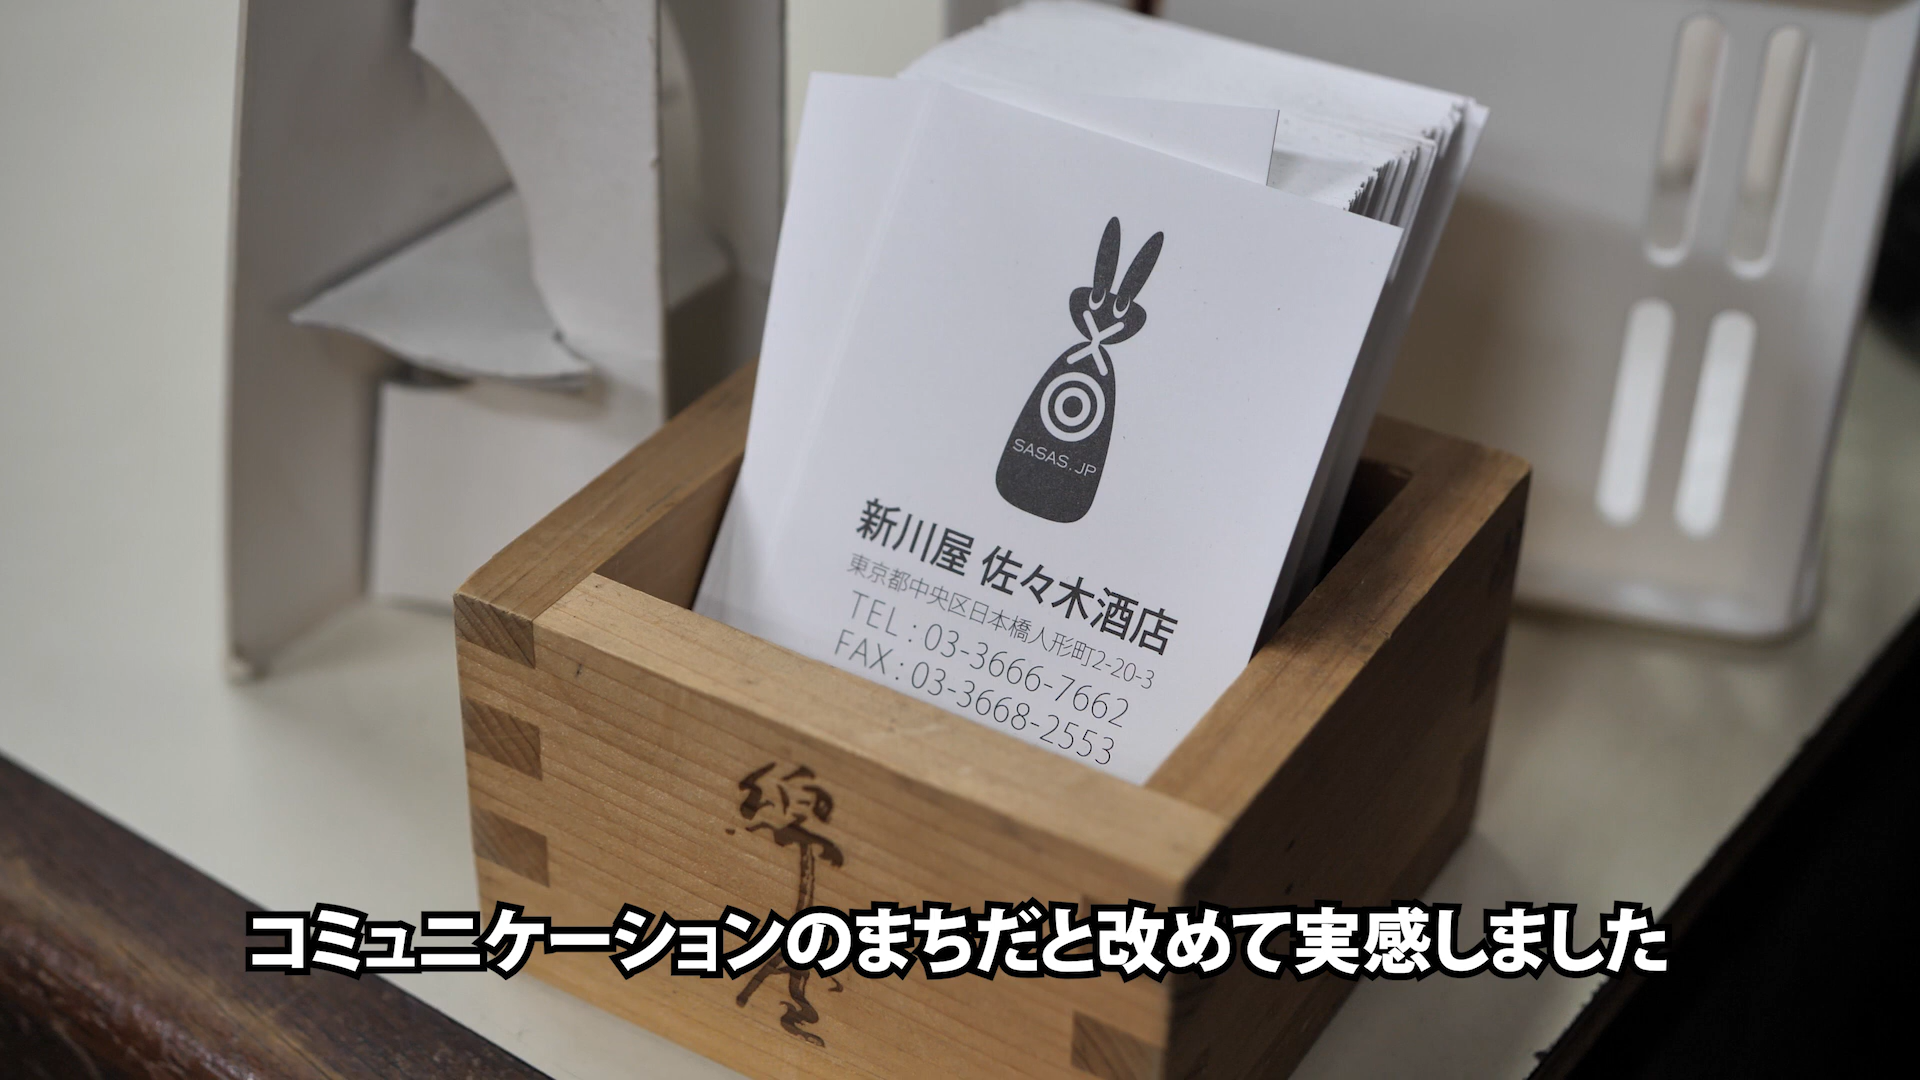 SASAS.JP
新川屋 佐々木酒店
東京都中央区日本橋人形町2-20-3
TEL : 03-3666-7662
FAX : 03-3668-2553
コミュニケーションのまちだと改めて実感しました